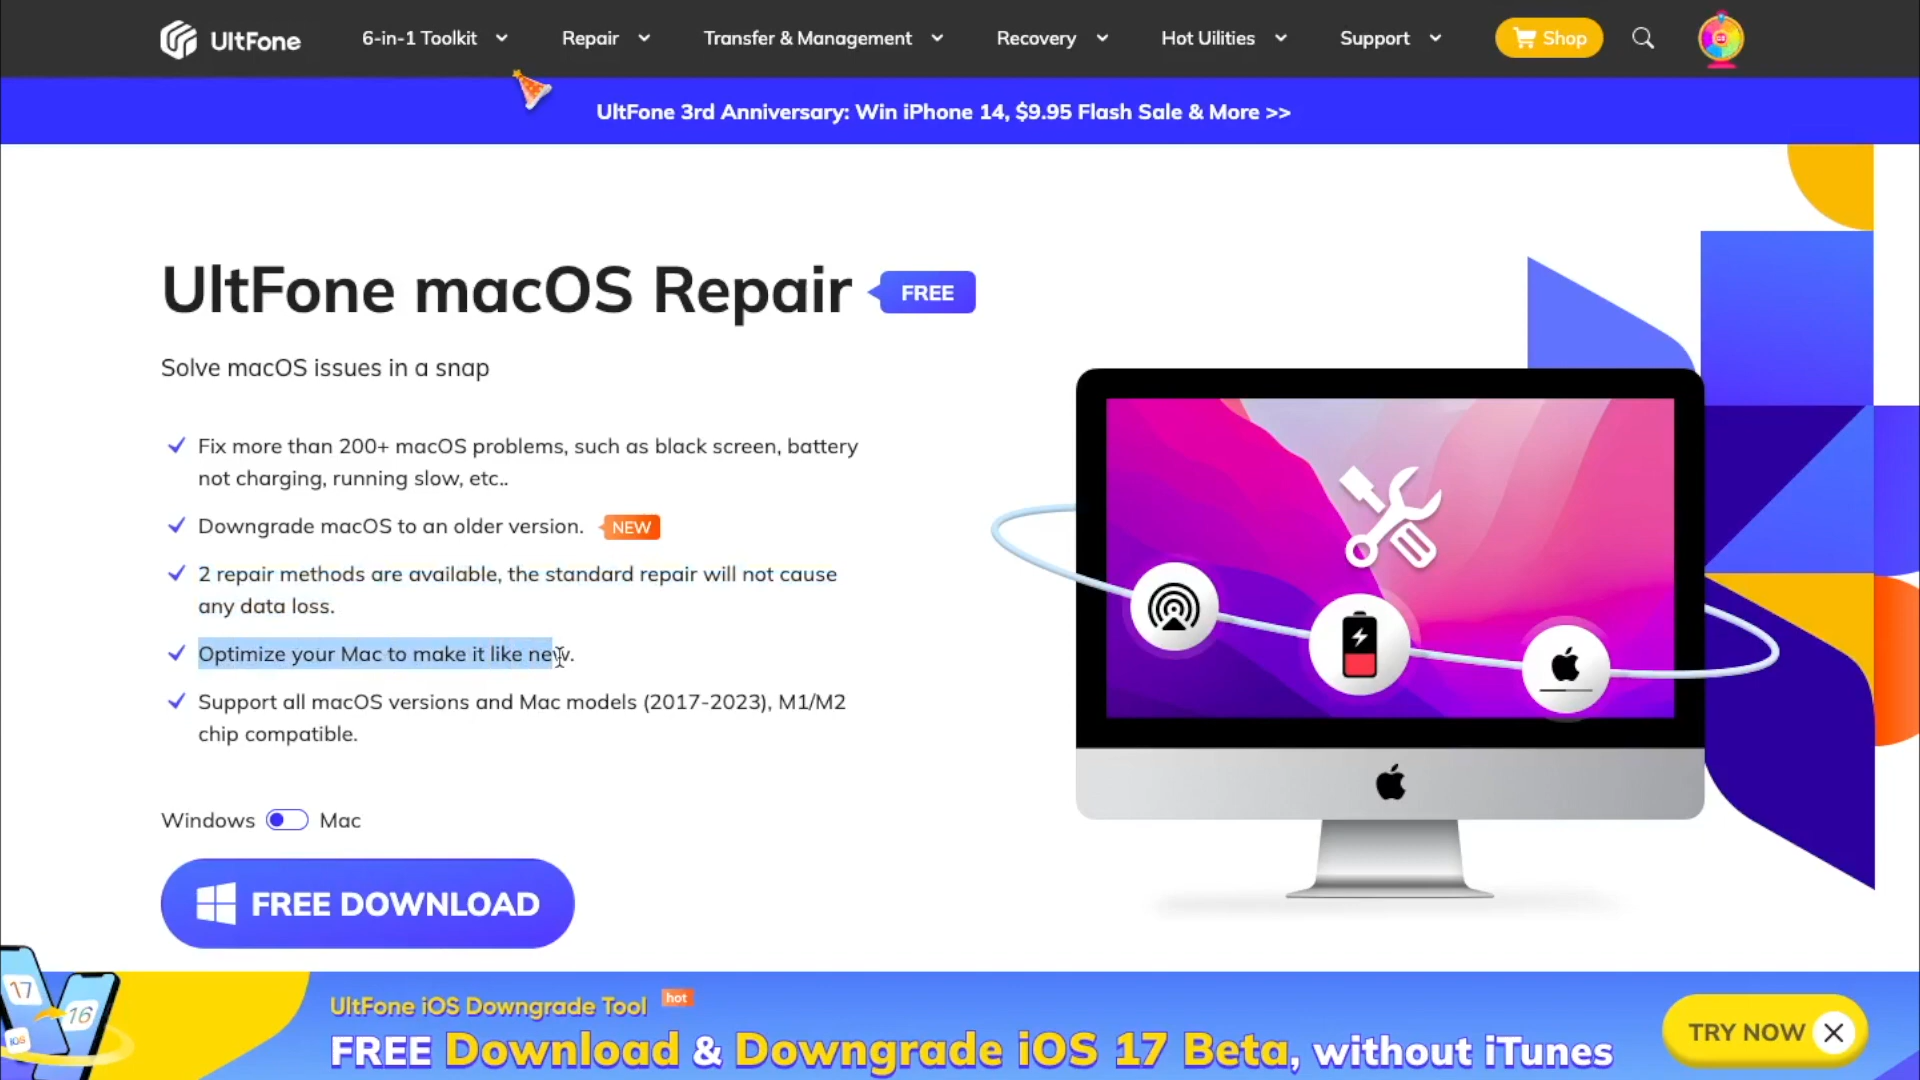 UltFone
6-in-1 Toolkit
Repair
Transfer & Management
Recovery
Hot Uilities
Support
Shop
UltFone 3rd Anniversary: Win iPhone 14, $9.95 Flash Sale & More >>
UltFone macOS Repair
FREE
Solve macOS issues in a snap
Fix more than 200+ macOS problems, such as black screen, battery
not charging, running slow, etc..
Downgrade macOS to an older version.
NEW
2 repair methods are available, the standard repair will not cause
any data loss.
Optimize your Mac to make it like new.
Support all macOS versions and Mac models (2017-2023), M1/M2
chip compatible.
Windows
Mac
FREE DOWNLOAD
17
16
iOS
UltFone iOS Downgrade Tool
hot
FREE Download & Downgrade iOS 17 Beta, without iTunes
TRY NOW